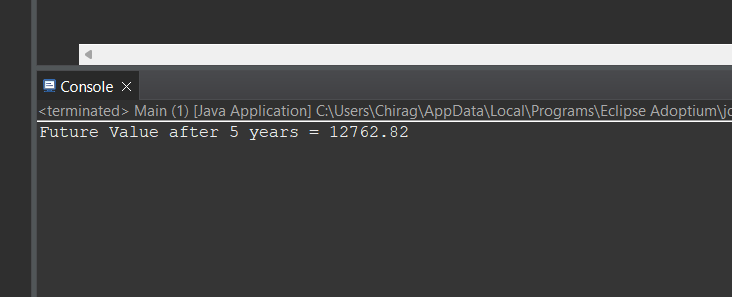 Console
<terminated> Main (1) [Java Application] C:\Users\Chirag\AppData\Local\Programs\Eclipse Adoptium\
Future Value after 5 years = 12762.82